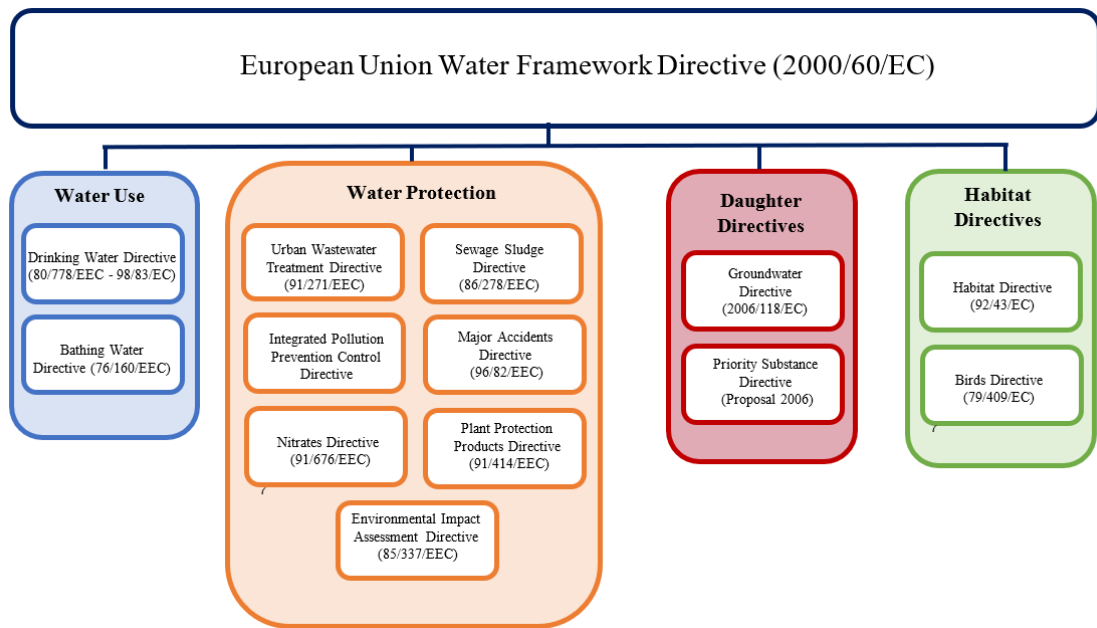 European Union Water Framework Directive (2000/60/EC)
Water Use
Drinking Water Directive
(80/778/EEC - 98/83/EC)
Bathing Water
Directive (76/160/EEC)
Water Protection
Urban Wastewater
Treatment Directive
(91/271/EEC)
Sewage Sludge
Directive
(86/278/EEC)
Integrated Pollution
Prevention Control
Directive
Major Accidents
Directive
(96/82/EEC)
Nitrates Directive
(91/676/EEC)
Plant Protection
Products Directive
(91/414/EEC)
Environmental Impact
Assessment Directive
(85/337/EEC)
Daughter
Directives
Groundwater
Directive
(2006/118/EC)
Priority Substance
Directive
(Proposal 2006)
Habitat
Directives
Habitat Directive
(92/43/EC)
Birds Directive
(79/409/EC)